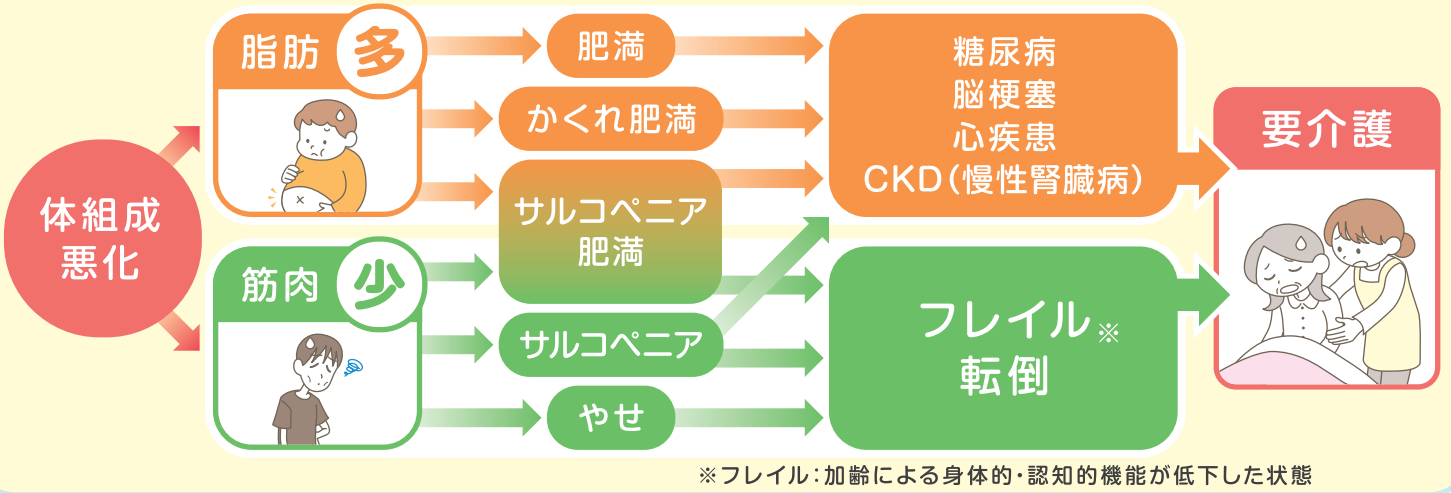 体組成
悪化
脂肪 多
筋肉 少
肥満
かくれ肥満
サルコペニア
肥満
サルコペニア
やせ
糖尿病
脳梗塞
心疾患
CKD(慢性腎臓病)
フレイル※
転倒
要介護
※フレイル:加齢による身体的・認知的機能が低下した状態